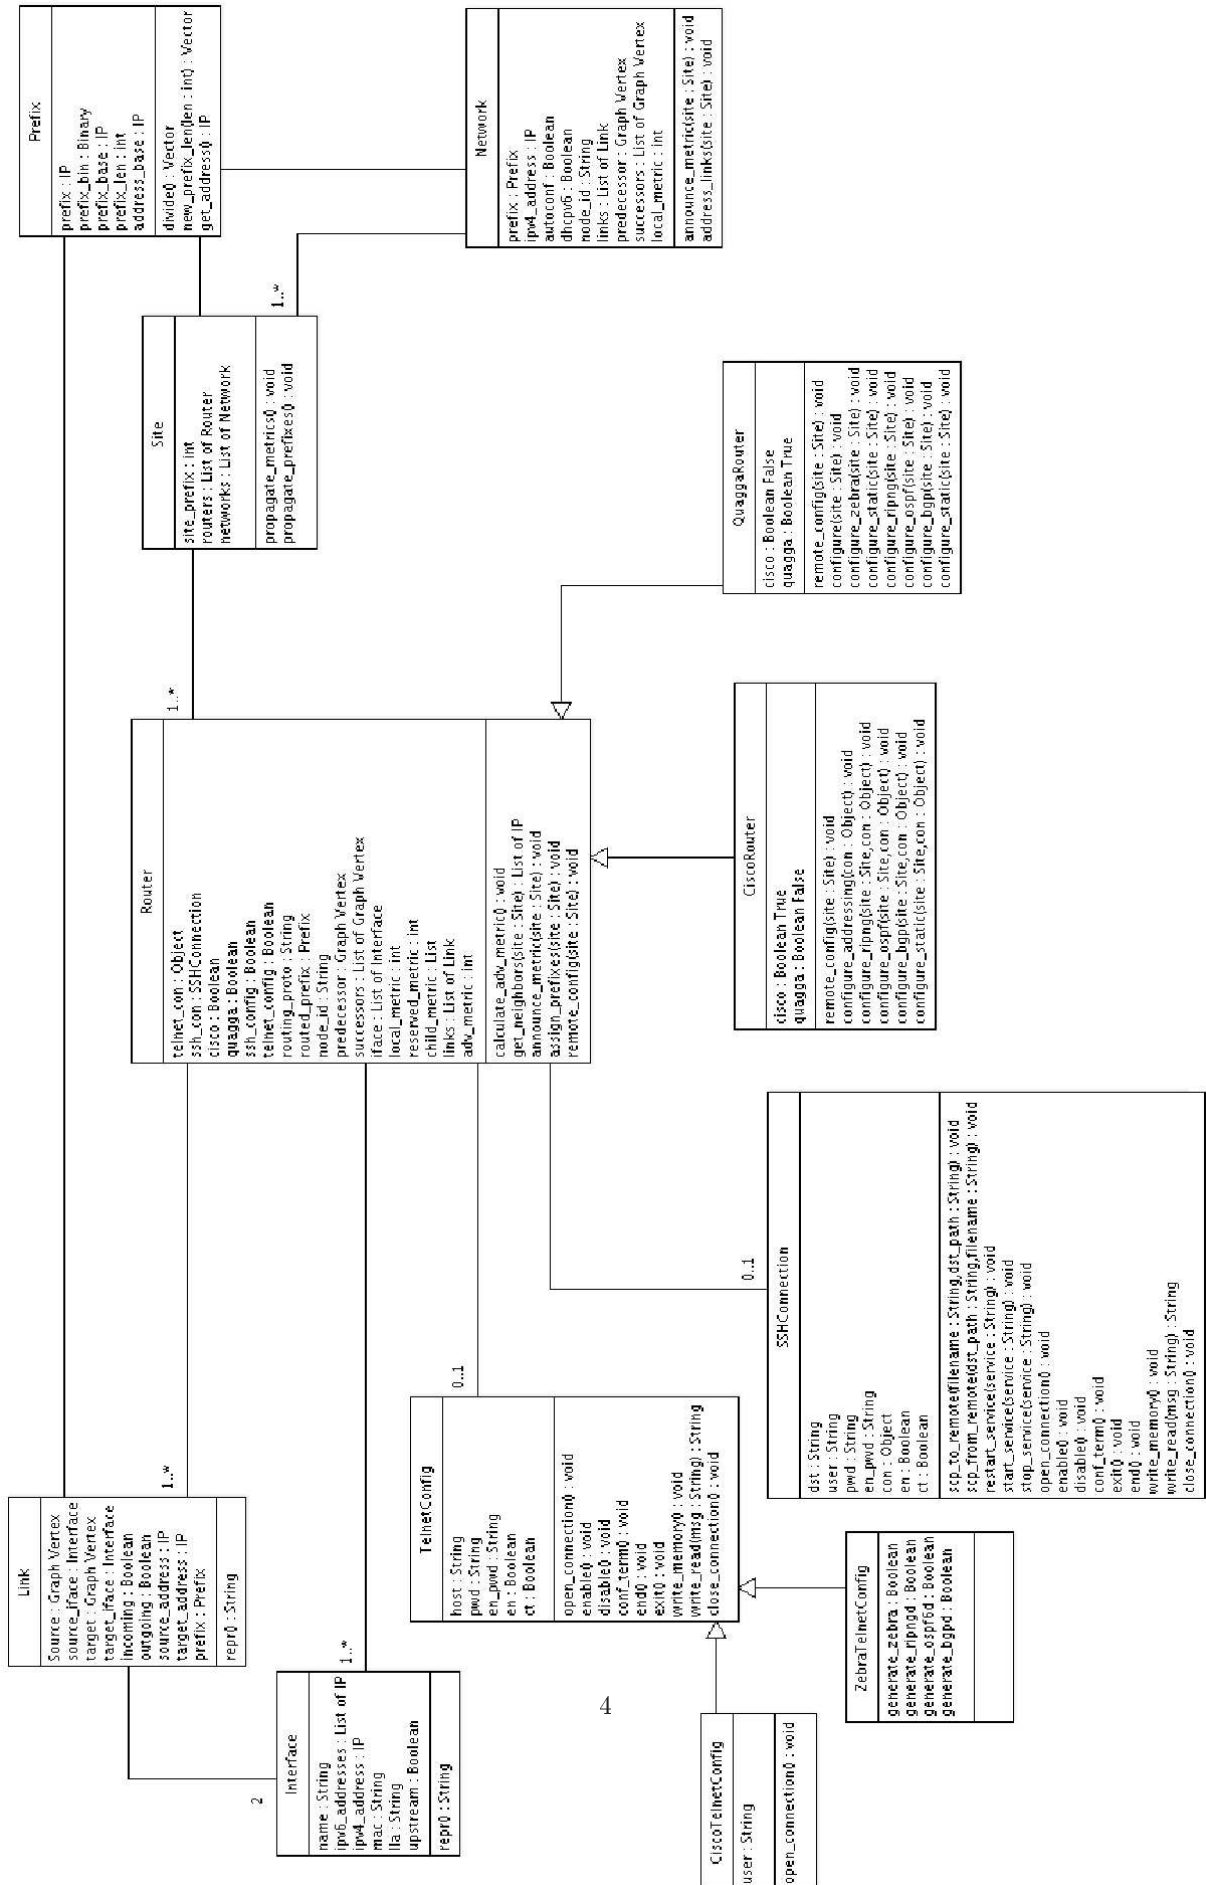 Link
Source : Graph Vertex
source_iface : Interface
target : Graph Vertex
target_iface : Interface
incoming : Boolean
outgoing : Boolean
source_address : IP
target_address : IP
prefix : Prefix
repr() : String
1..*
2
Interface
name : String
ipv6_addresses : List of IP
ipv4_address : IP
mac : String
lla : String
upstream : Boolean
repr() : String
1..*
Prefix
prefix : IP
prefix_bin : Binary
prefix_base : IP
prefix_len : int
address_base : IP
divide() : Vector
new_prefix_len(len : int) : Vector
get_address() : IP
Site
site_prefix : int
routers : List of Router
networks : List of Network
propagate_metrics() : void
propagate_prefixes() : void
1..*
Network
prefix : Prefix
ipv4_address : IP
autoconf : Boolean
dhcpv6 : Boolean
node_id : String
links : List of Link
predecessor : Graph Vertex
successors : List of Graph Vertex
local_metric : int
announce_metric(site : Site) : void
address_links(site : Site) : void
1..*
Router
telnet_con : Object
ssh_con : SSHConnection
cisco : Boolean
quagga : Boolean
ssh_config : Boolean
telnet_config : Boolean
routing_proto : String
routed_prefix : Prefix
node_id : String
predecessor : Graph Vertex
successors : List of Graph Vertex
iface : List of Interface
local_metric : int
reserved_metric : int
child_metric : List
links : List of Link
adv_metric : int
calculate_adv_metric() : void
get_neighbors(site : Site) : List of IP
announce_metric(site : Site) : void
assign_prefixes(site : Site) : void
remote_config(site : Site) : void
QuaggaRouter
cisco : Boolean False
quagga : Boolean True
remote_config(site : Site) : void
configure(site : Site) : void
configure_zebra(site : Site) : void
configure_static(site : Site) : void
configure_ripng(site : Site) : void
configure_ospf(site : Site) : void
configure_bgp(site : Site) : void
configure_static(site : Site) : void
CiscoRouter
cisco : Boolean True
quagga : Boolean False
remote_config(site : Site) : void
configure_addressing(con : Object) : void
configure_ripng(site : Site,con : Object) : void
configure_ospf(site : Site,con : Object) : void
configure_bgp(site : Site,con : Object) : void
configure_static(site : Site,con : Object) : void
0..1
TelnetConfig
host : String
pwd : String
en_pwd : String
en : Boolean
ct : Boolean
open_connection() : void
enable() : void
disable() : void
conf_term() : void
end() : void
exit() : void
write_memory() : void
write_read(msg : String) : String
close_connection() : void
0..1
SSHConnection
dst : String
user : String
pwd : String
en_pwd : String
con : Object
en : Boolean
ct : Boolean
scp_to_remote(filename : String,dst_path : String) : void
scp_from_remote(dst_path : String,filename : String) : void
restart_service(service : String) : void
start_service(service : String) : void
stop_service(service : String) : void
open_connection() : void
enable() : void
disable() : void
conf_term() : void
exit() : void
end() : void
write_memory() : void
write_read(msg : String) : String
close_connection() : void
CiscoTelnetConfig
user : String
open_connection() : void
ZebraTelnetConfig
generate_zebra : Boolean
generate_ripngd : Boolean
generate_ospf6d : Boolean
generate_bgpd : Boolean
4